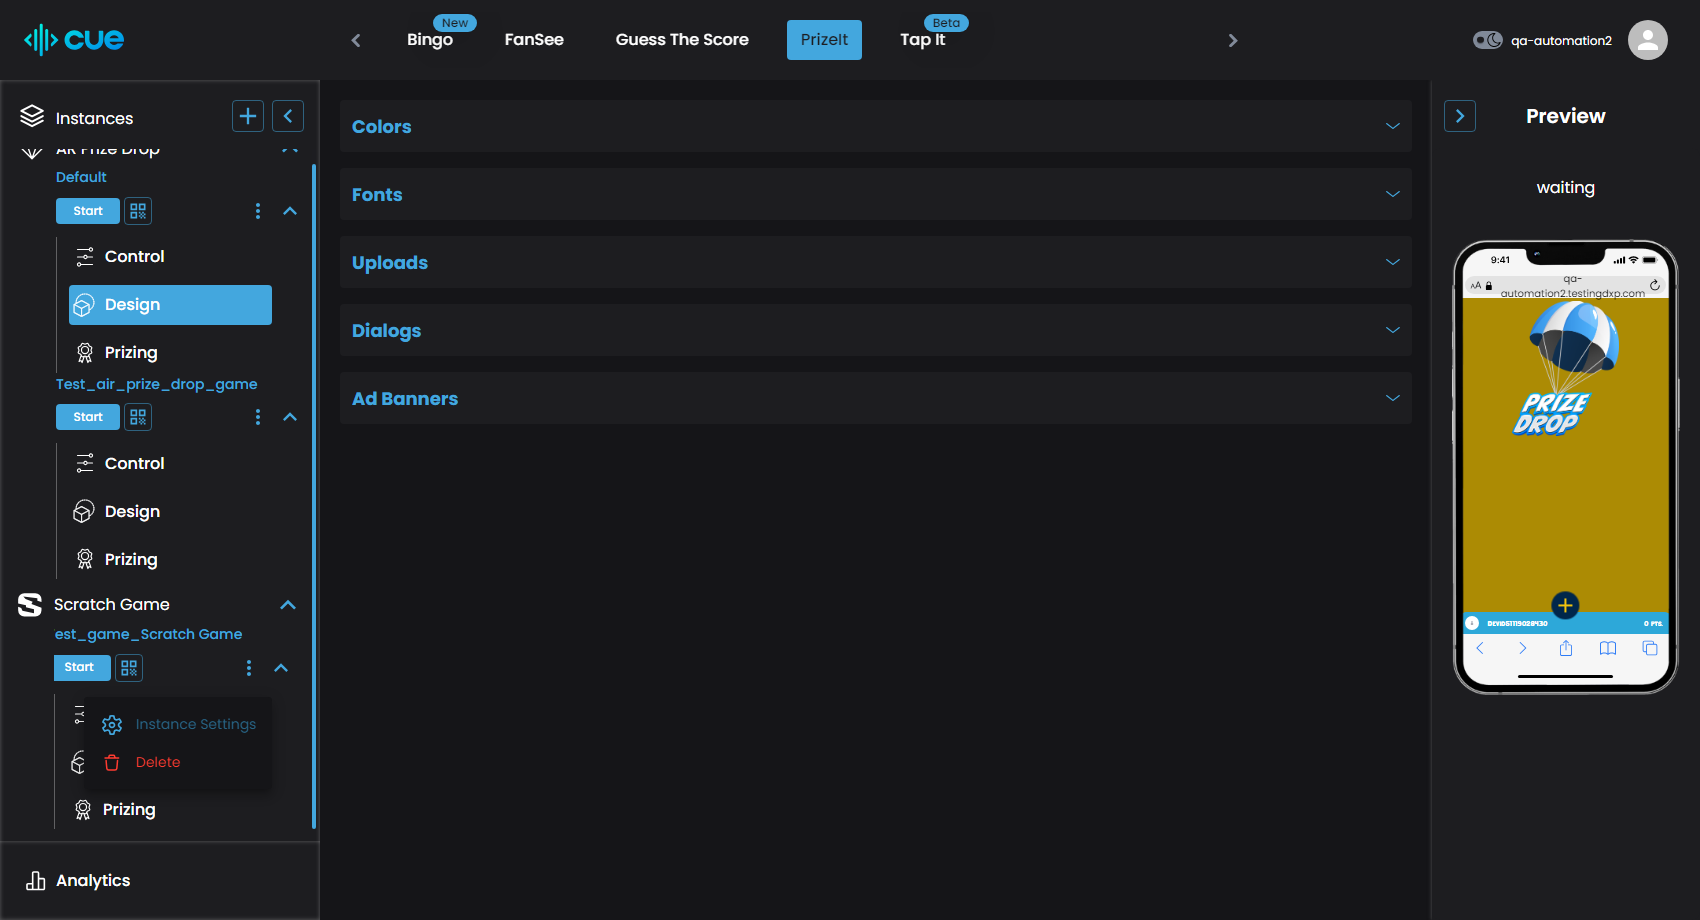 cue
Bingo
New
FanSee
Guess The Score
PrizeIt
Tap It
Beta
qa-automation2
Instances
AR Prize Drop
Default
Start
Control
Design
Prizing
Test_air_prize_drop_game
Start
Control
Design
Prizing
Scratch Game
est_game_Scratch Game
Start
Instance Settings
Delete
Prizing
Analytics
Colors
Fonts
Uploads
Dialogs
Ad Banners
Preview
waiting
9:41
AA
qa-
automation2.testingdxp.com
PRIZE
DROP
0 PTS.